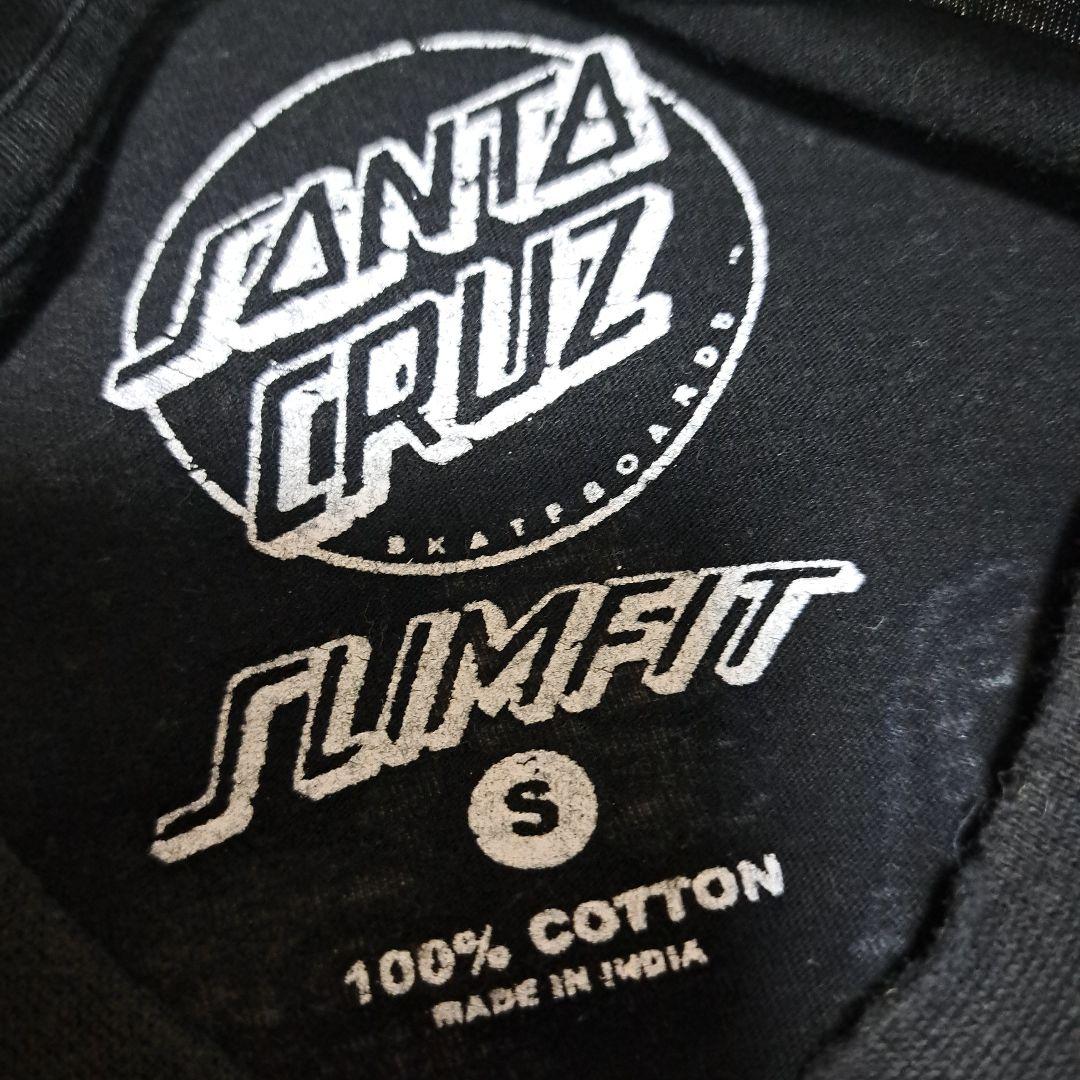 SANTA
CRUZ
SKATEBOARDS
SLIMFIT
S
100% COTTON
MADE IN INDIA